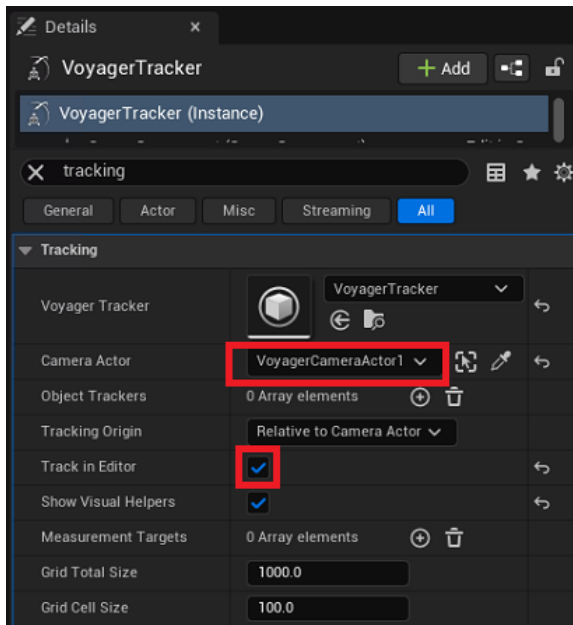 Details
VoyagerTracker
Add
VoyagerTracker (Instance)
tracking
General Actor Misc Streaming All
Tracking
Voyager Tracker VoyagerTracker
Camera Actor VoyagerCameraActor1
Object Trackers 0 Array elements
Tracking Origin Relative to Camera Actor
Track in Editor
Show Visual Helpers
Measurement Targets 0 Array elements
Grid Total Size 1000.0
Grid Cell Size 100.0